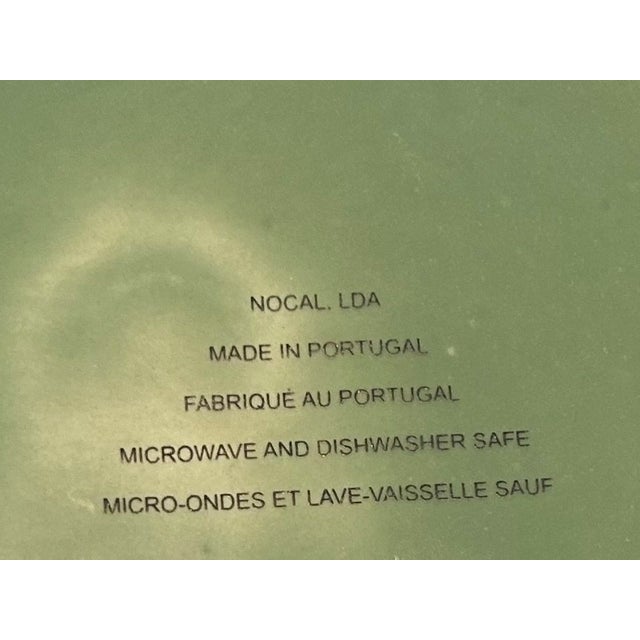 NOCAL. LDA
MADE IN PORTUGAL
FABRIQUÉ AU PORTUGAL
MICROWAVE AND DISHWASHER SAFE
MICRO-ONDES ET LAVE-VAISSELLE SAUF